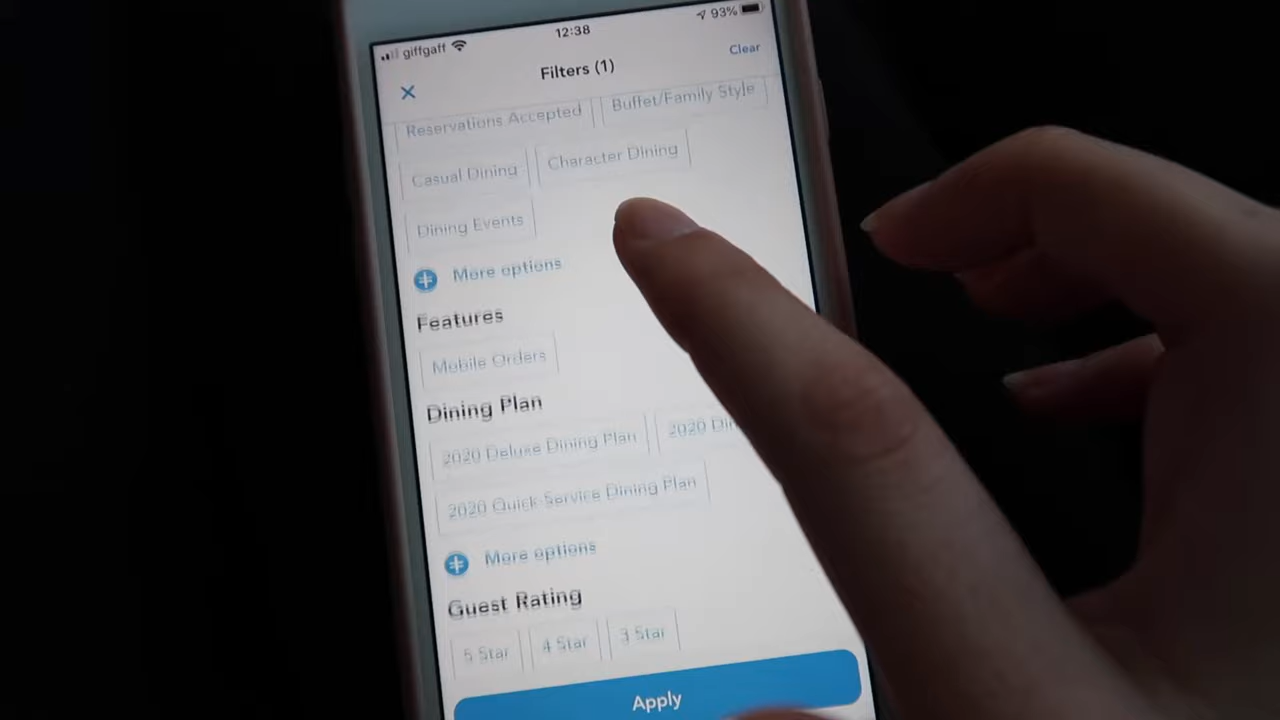 giffgaff 12:38 93%
Filters (1) Clear
Reservations Accepted Buffet/Family Style
Casual Dining Character Dining
Dining Events
More options
Features
Mobile Orders
Dining Plan
2020 Deluxe Dining Plan 2020 Din
2020 Quick-Service Dining Plan
More options
Guest Rating
5 Star 4 Star 3 Star
Apply